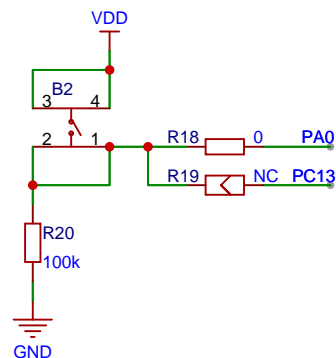 VDD
B2
3 4
2 1
R18 0 PA0
R19 NC PC13
R20
100k
GND